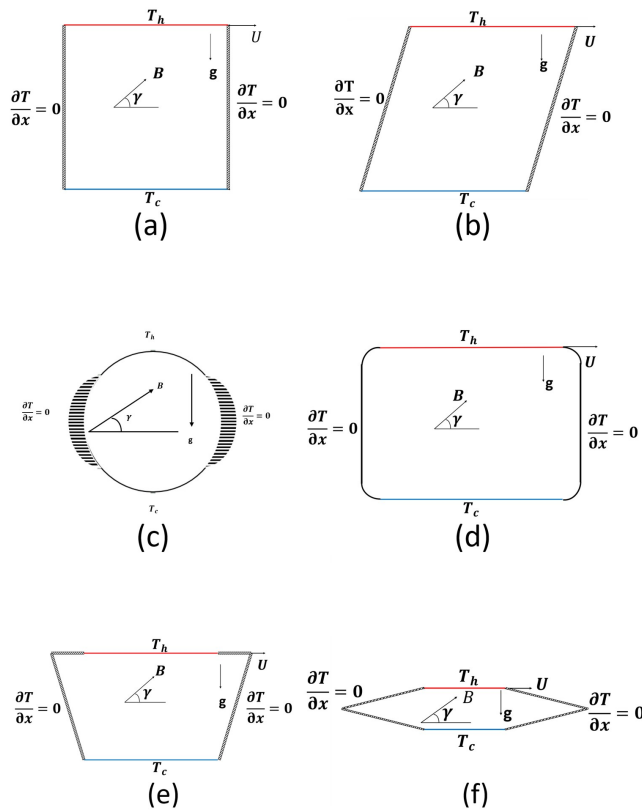 T_h
U
g
B
γ
∂T/∂x = 0
∂T/∂x = 0
T_c
(a)
T_h
U
g
B
γ
∂T/∂x = 0
∂T/∂x = 0
T_c
(b)
T_h
B
γ
g
∂T/∂x = 0
∂T/∂x = 0
T_c
(c)
T_h
U
g
B
γ
∂T/∂x = 0
∂T/∂x = 0
T_c
(d)
T_h
U
B
γ
g
∂T/∂x = 0
∂T/∂x = 0
T_c
(e)
∂T/∂x = 0
T_h
U
B
γ
g
∂T/∂x = 0
T_c
(f)